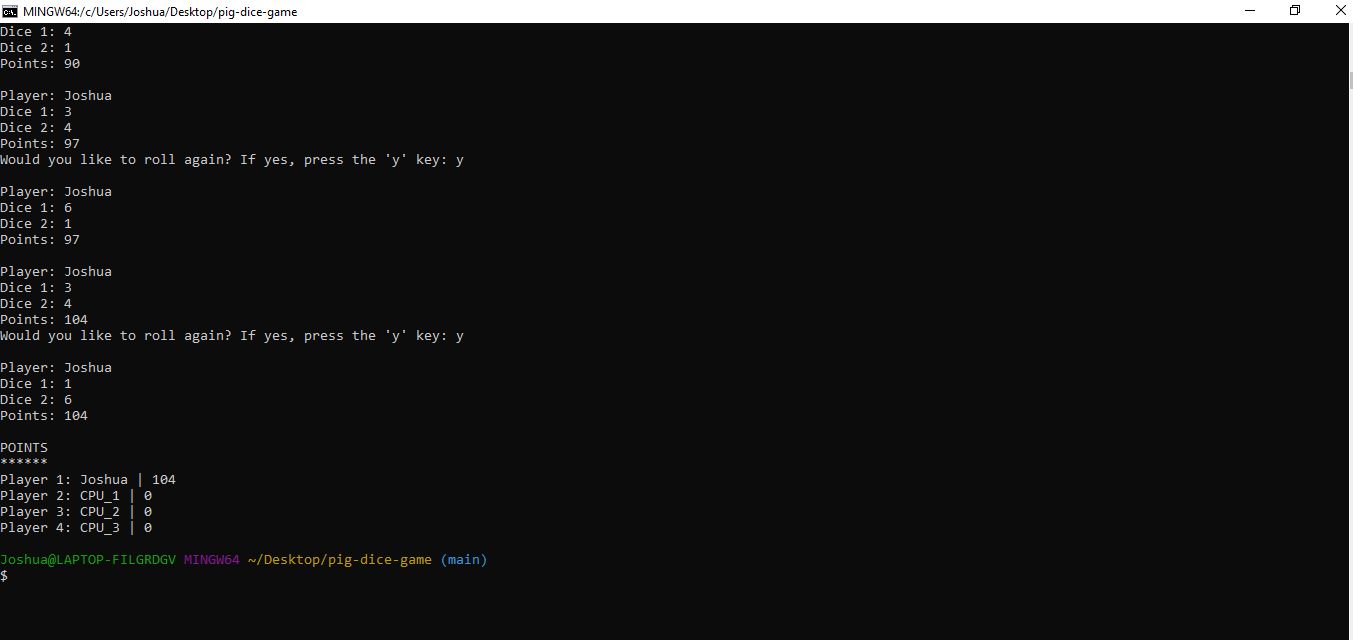 MINGW64:/c/Users/Joshua/Desktop/pig-dice-game
Dice 1: 4
Dice 2: 1
Points: 90
Player: Joshua
Dice 1: 3
Dice 2: 4
Points: 97
Would you like to roll again? If yes, press the 'y' key: y
Player: Joshua
Dice 1: 6
Dice 2: 1
Points: 97
Player: Joshua
Dice 1: 3
Dice 2: 4
Points: 104
Would you like to roll again? If yes, press the 'y' key: y
Player: Joshua
Dice 1: 1
Dice 2: 6
Points: 104
POINTS
******
Player 1: Joshua | 104
Player 2: CPU_1 | 0
Player 3: CPU_2 | 0
Player 4: CPU_3 | 0
Joshua@LAPTOP-FILGRDGV MINGW64 ~/Desktop/pig-dice-game (main)
$